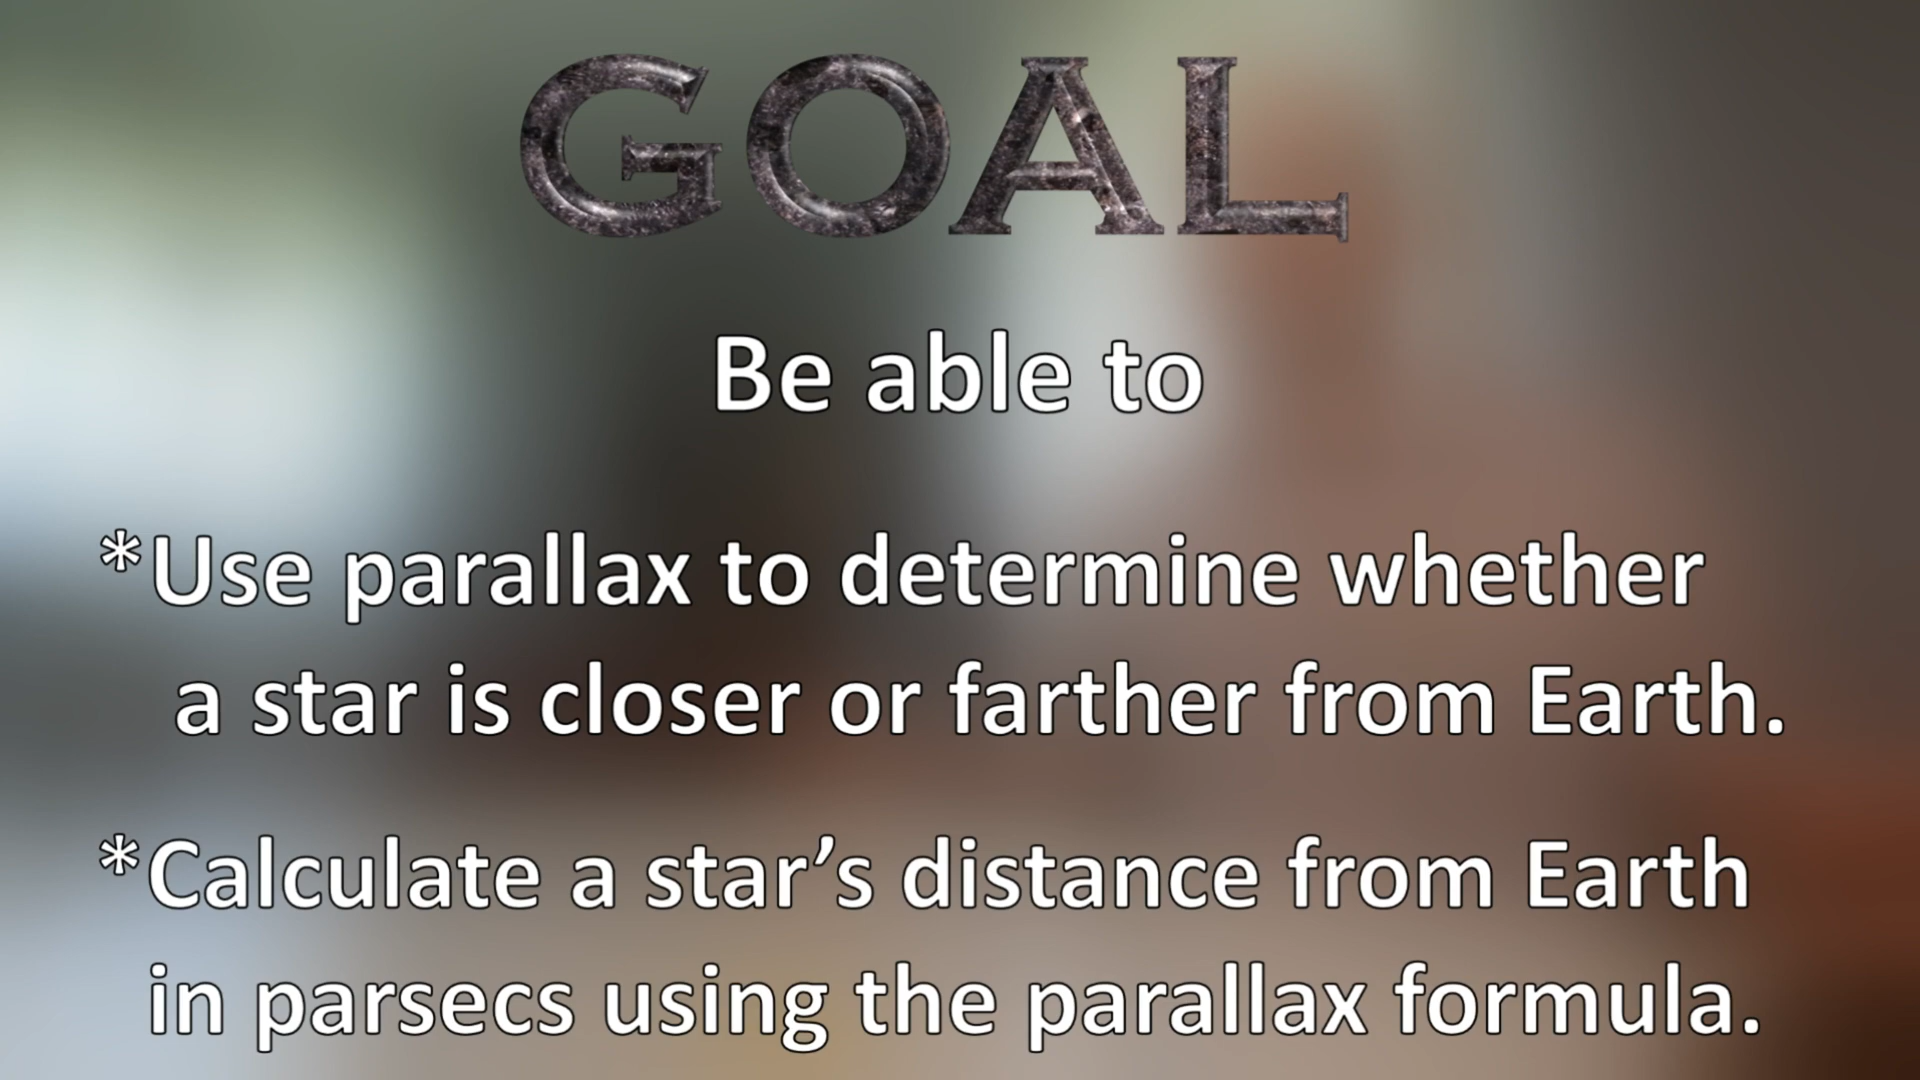 GOAL
Be able to
*Use parallax to determine whether
a star is closer or farther from Earth.
*Calculate a star’s distance from Earth
in parsecs using the parallax formula.